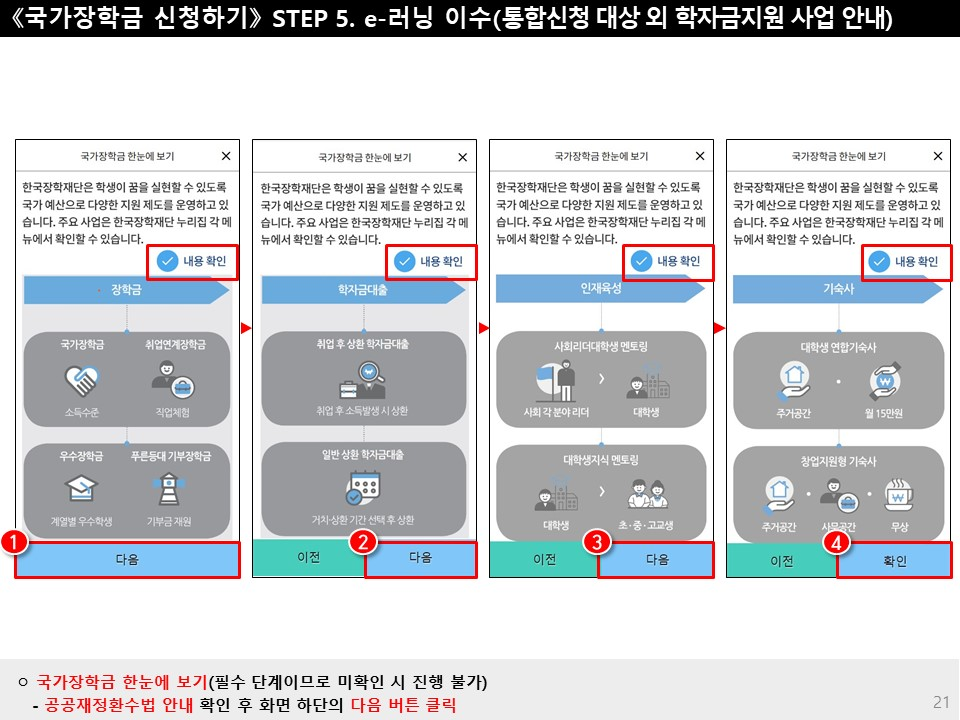 《국가장학금 신청하기》 STEP 5. e-러닝 이수(통합신청 대상 외 학자금지원 사업 안내)
국가장학금 한눈에 보기 ×
한국장학재단은 학생이 꿈을 실현할 수 있도록
국가 예산으로 다양한 지원 제도를 운영하고 있
습니다. 주요 사업은 한국장학재단 누리집 각 메
뉴에서 확인할 수 있습니다.
내용 확인
장학금
국가장학금 취업연계장학금
소득수준 직업체험
우수장학금 푸른등대 기부장학금
계열별 우수학생 기부금 재원
1
다음
국가장학금 한눈에 보기 ×
한국장학재단은 학생이 꿈을 실현할 수 있도록
국가 예산으로 다양한 지원 제도를 운영하고 있
습니다. 주요 사업은 한국장학재단 누리집 각 메
뉴에서 확인할 수 있습니다.
내용 확인
학자금대출
취업 후 상환 학자금대출
취업 후 소득발생 시 상환
일반 상환 학자금대출
거치·상환 기간 선택 후 상환
2
이전 다음
국가장학금 한눈에 보기 ×
한국장학재단은 학생이 꿈을 실현할 수 있도록
국가 예산으로 다양한 지원 제도를 운영하고 있
습니다. 주요 사업은 한국장학재단 누리집 각 메
뉴에서 확인할 수 있습니다.
내용 확인
인재육성
사회리더대학생 멘토링
사회 각 분야 리더 대학생
대학생지식 멘토링
대학생 초·중·고교생
3
이전 다음
국가장학금 한눈에 보기 ×
한국장학재단은 학생이 꿈을 실현할 수 있도록
국가 예산으로 다양한 지원 제도를 운영하고 있
습니다. 주요 사업은 한국장학재단 누리집 각 메
뉴에서 확인할 수 있습니다.
내용 확인
기숙사
대학생 연합기숙사
주거공간 월 15만원
창업지원형 기숙사
주거공간 사무공간 무상
4
이전 확인
○ 국가장학금 한눈에 보기(필수 단계이므로 미확인 시 진행 불가)
- 공공재정환수법 안내 확인 후 화면 하단의 다음 버튼 클릭
21